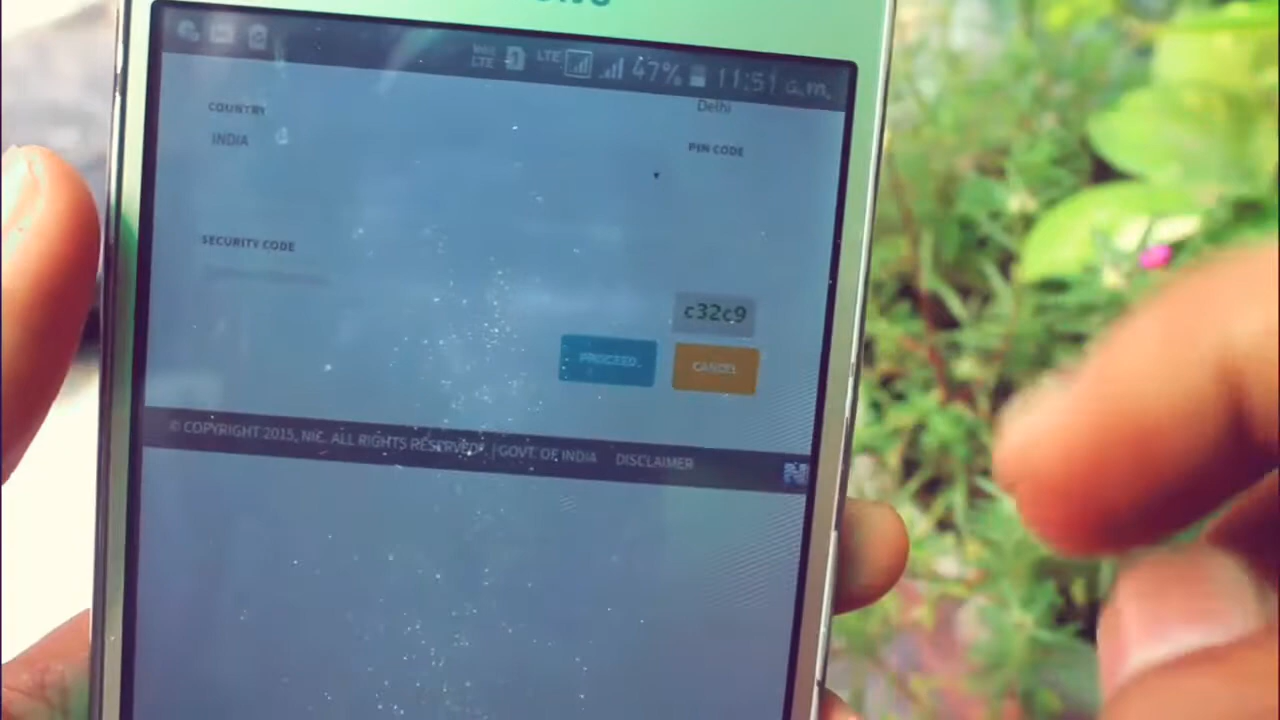 LTE 47% 11:51 a.m.
COUNTRY
Delhi
INDIA
PIN CODE
SECURITY CODE
c32c9
PROCEED
CANCEL
© COPYRIGHT 2015, NIC. ALL RIGHTS RESERVED. | GOVT. OF INDIA DISCLAIMER